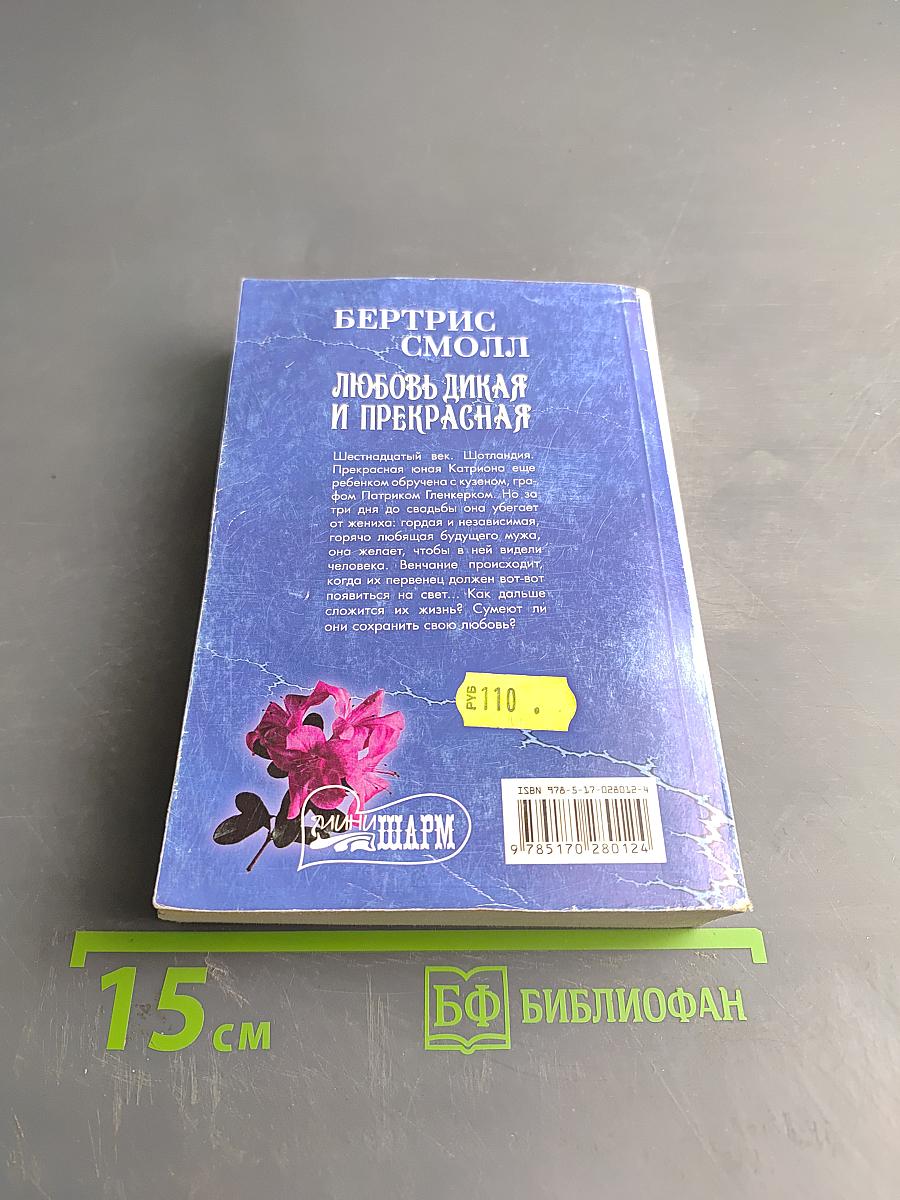 БЕРТРИС
СМОЛЛ
ЛЮБОВЬ ДИКАЯ
И ПРЕКРАСНАЯ
Шестнадцатый век. Шотландия.
Прекрасная юная Катриона еще
ребенком обручена с кузеном, гра-
фом Патриком Гленкерком. Но за
три дня до свадьбы она убегает
от жениха: гордая и независимая,
горячо любящая будущего мужа,
она желает, чтобы в ней видели
человека. Венчание происходит,
когда их первенец должен вот-вот
появиться на свет... Как дальше
сложится их жизнь? Сумеют ли
они сохранить свою любовь?
РУБ 110 .
ISBN 978-5-17-028012-4
9 785170 280124
МИНИ
ШАРМ
15 см
БФ БИБЛИОФАН